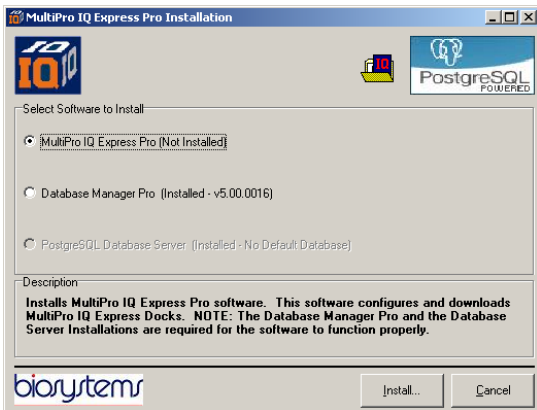 MultiPro IQ Express Pro Installation
IQ
IQ
PostgreSQL
POWERED
Select Software to Install
MultiPro IQ Express Pro (Not Installed)
Database Manager Pro (Installed - v5.00.0016)
PostgreSQL Database Server (Installed - No Default Database)
Description
Installs MultiPro IQ Express Pro software. This software configures and downloads
MultiPro IQ Express Docks. NOTE: The Database Manager Pro and the Database
Server Installations are required for the software to function properly.
biosystems
Install...
Cancel